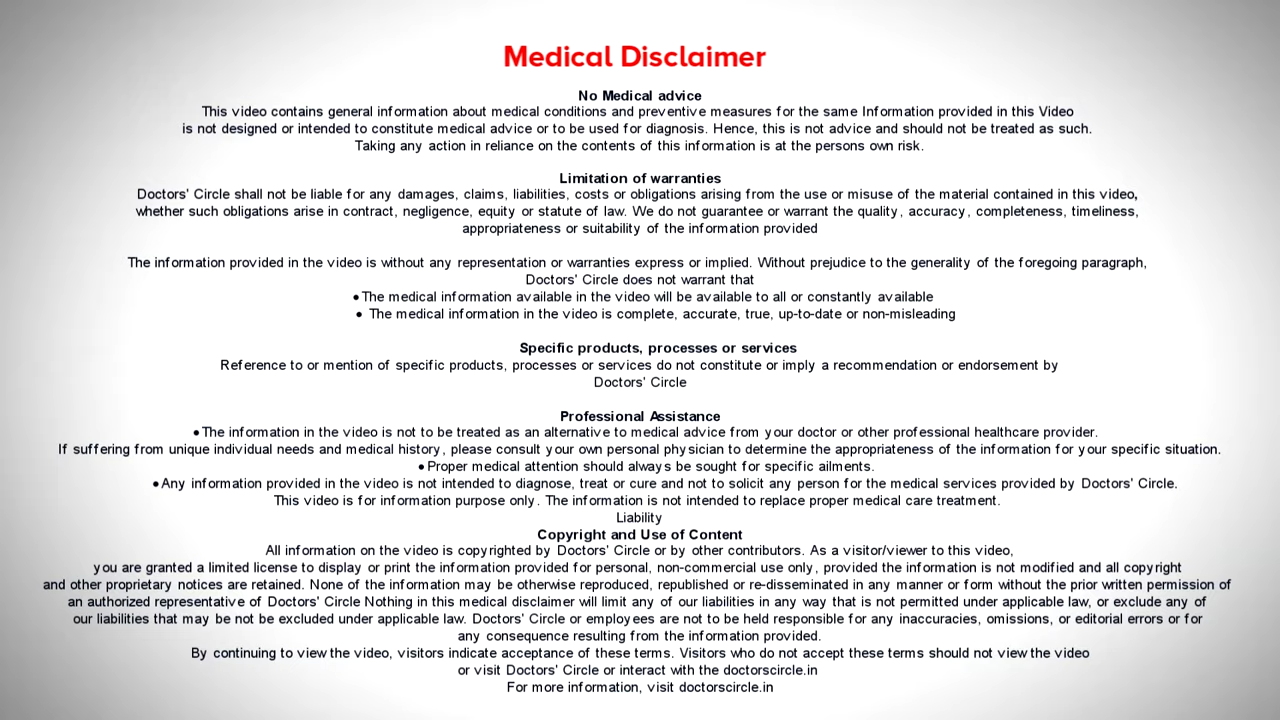 Medical Disclaimer
No Medical advice
This video contains general information about medical conditions and preventive measures for the same Information provided in this Video
is not designed or intended to constitute medical advice or to be used for diagnosis. Hence, this is not advice and should not be treated as such.
Taking any action in reliance on the contents of this information is at the persons own risk.
Limitation of warranties
Doctors' Circle shall not be liable for any damages, claims, liabilities, costs or obligations arising from the use or misuse of the material contained in this video,
whether such obligations arise in contract, negligence, equity or statute of law. We do not guarantee or warrant the quality, accuracy, completeness, timeliness,
appropriateness or suitability of the information provided
The information provided in the video is without any representation or warranties express or implied. Without prejudice to the generality of the foregoing paragraph,
Doctors' Circle does not warrant that
•The medical information available in the video will be available to all or constantly available
• The medical information in the video is complete, accurate, true, up-to-date or non-misleading
Specific products, processes or services
Reference to or mention of specific products, processes or services do not constitute or imply a recommendation or endorsement by
Doctors' Circle
Professional Assistance
•The information in the video is not to be treated as an alternative to medical advice from your doctor or other professional healthcare provider.
If suffering from unique individual needs and medical history, please consult your own personal physician to determine the appropriateness of the information for your specific situation.
•Proper medical attention should always be sought for specific ailments.
•Any information provided in the video is not intended to diagnose, treat or cure and not to solicit any person for the medical services provided by Doctors' Circle.
This video is for information purpose only. The information is not intended to replace proper medical care treatment.
Liability
Copyright and Use of Content
All information on the video is copyrighted by Doctors' Circle or by other contributors. As a visitor/viewer to this video,
you are granted a limited license to display or print the information provided for personal, non-commercial use only, provided the information is not modified and all copyright
and other proprietary notices are retained. None of the information may be otherwise reproduced, republished or re-disseminated in any manner or form without the prior written permission of
an authorized representative of Doctors' Circle Nothing in this medical disclaimer will limit any of our liabilities in any way that is not permitted under applicable law, or exclude any of
our liabilities that may be not be excluded under applicable law. Doctors' Circle or employees are not to be held responsible for any inaccuracies, omissions, or editorial errors or for
any consequence resulting from the information provided.
By continuing to view the video, visitors indicate acceptance of these terms. Visitors who do not accept these terms should not view the video
or visit Doctors' Circle or interact with the doctorscircle.in
For more information, visit doctorscircle.in